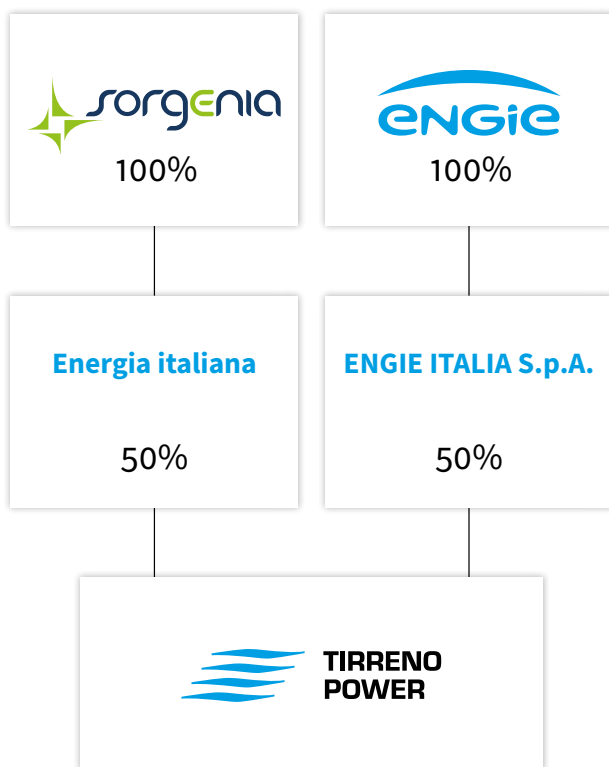 sorgenia
100%
ENGIE
100%
Energia italiana
50%
ENGIE ITALIA S.p.A.
50%
TIRRENO
POWER